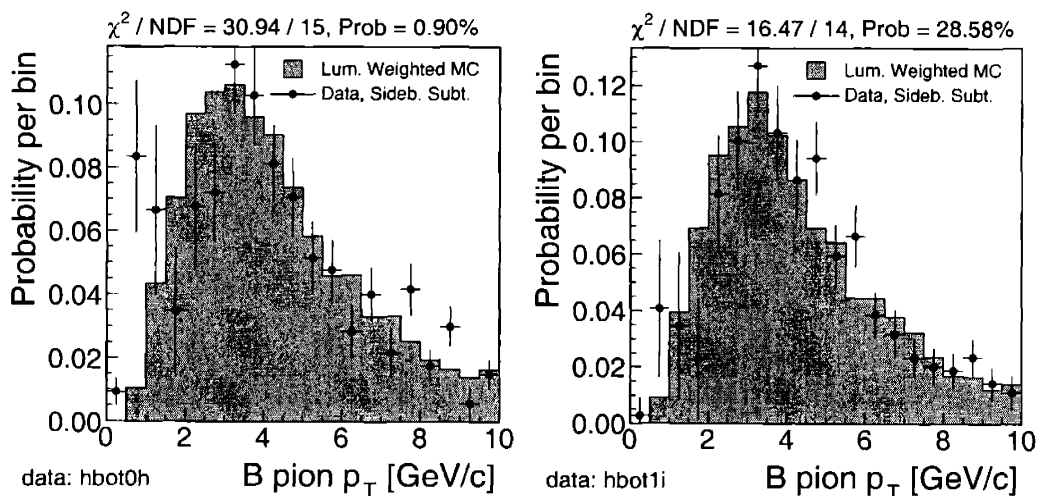 χ² / NDF = 30.94 / 15, Prob = 0.90%
Probability per bin
0.10
0.08
0.06
0.04
0.02
0.00
Lum. Weighted MC
Data, Sideb. Subt.
0 2 4 6 8 10
data: hbot0h
B pion p_T [GeV/c]
χ² / NDF = 16.47 / 14, Prob = 28.58%
Probability per bin
0.12
0.10
0.08
0.06
0.04
0.02
0.00
Lum. Weighted MC
Data, Sideb. Subt.
0 2 4 6 8 10
data: hbot1i
B pion p_T [GeV/c]